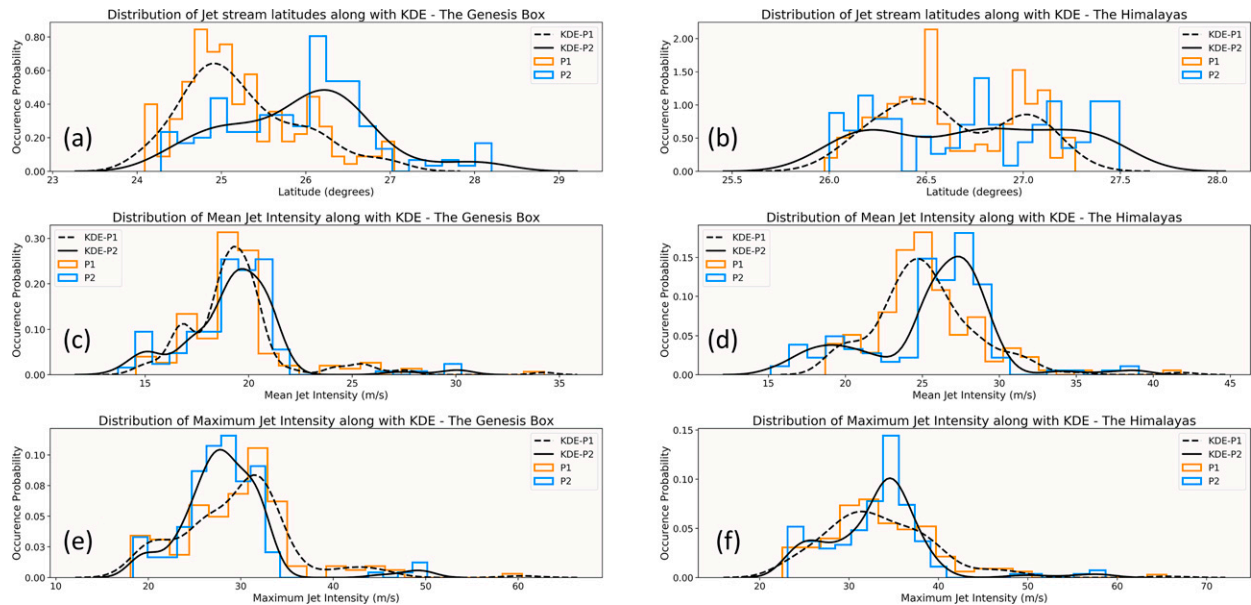 Distribution of Jet stream latitudes along with KDE - The Genesis Box
Occurence Probability
0.80
0.60
0.40
0.20
0.00
(a)
KDE-P1
KDE-P2
P1
P2
23 24 25 26 27 28 29
Latitude (degrees)
Distribution of Jet stream latitudes along with KDE - The Himalayas
Occurence Probability
2.00
1.50
1.00
0.50
0.00
(b)
KDE-P1
KDE-P2
P1
P2
25.5 26.0 26.5 27.0 27.5 28.0
Latitude (degrees)
Distribution of Mean Jet Intensity along with KDE - The Genesis Box
Occurence Probability
0.30
0.20
0.10
0.00
KDE-P1
KDE-P2
P1
P2
(c)
15 20 25 30 35
Mean Jet Intensity (m/s)
Distribution of Mean Jet Intensity along with KDE - The Himalayas
Occurence Probability
0.15
0.10
0.05
0.00
KDE-P1
KDE-P2
P1
P2
(d)
15 20 25 30 35 40 45
Mean Jet Intensity (m/s)
Distribution of Maximum Jet Intensity along with KDE - The Genesis Box
Occurence Probability
0.10
0.08
0.05
0.03
0.00
(e)
KDE-P1
KDE-P2
P1
P2
10 20 30 40 50 60
Maximum Jet Intensity (m/s)
Distribution of Maximum Jet Intensity along with KDE - The Himalayas
Occurence Probability
0.15
0.10
0.05
0.00
KDE-P1
KDE-P2
P1
P2
(f)
20 30 40 50 60 70
Maximum Jet Intensity (m/s)